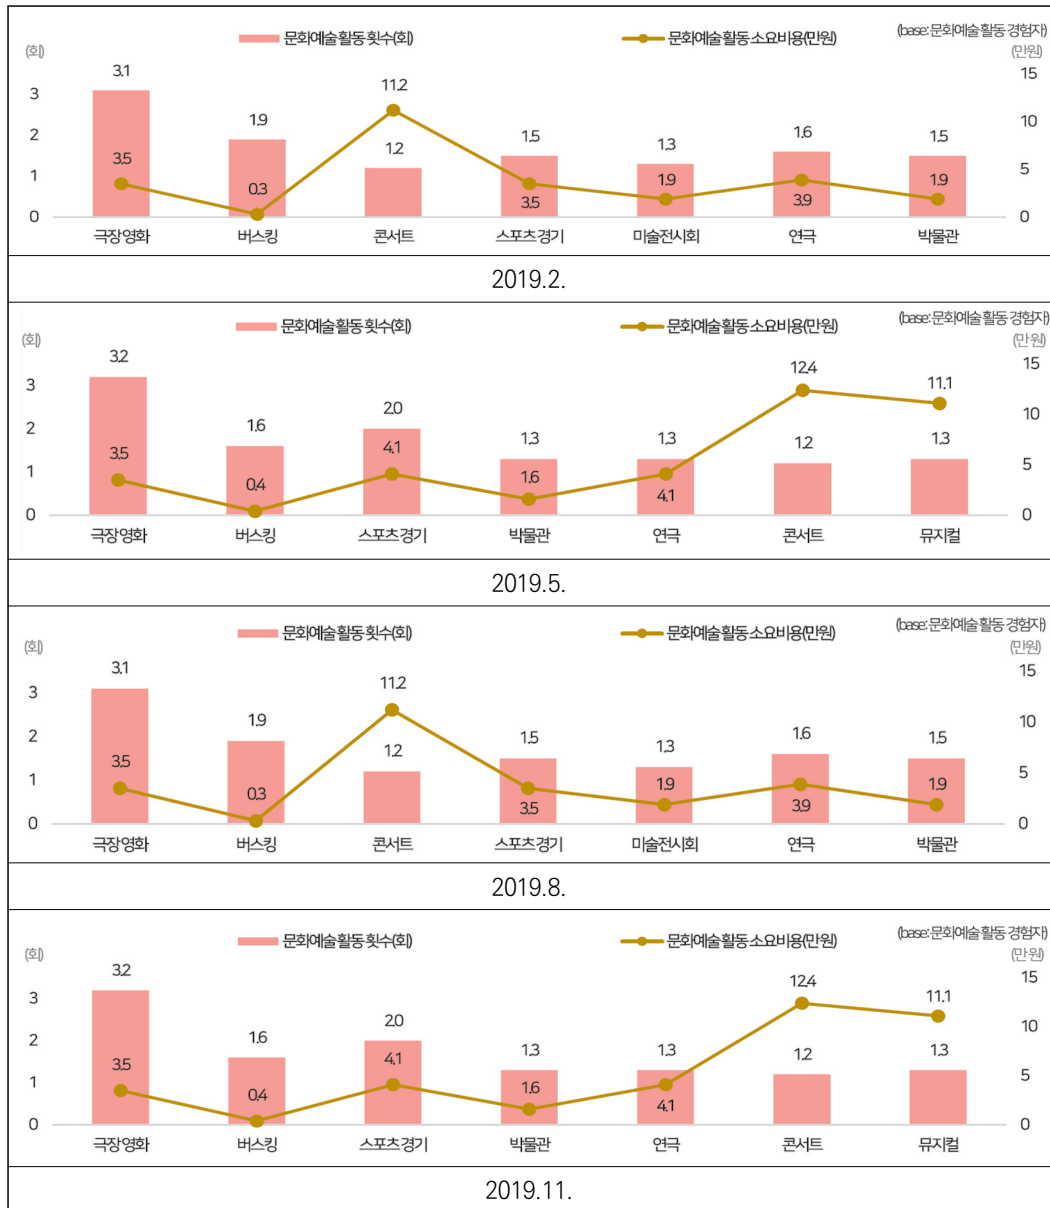 문화예술 활동 횟수(회) 문화예술 활동 소요비용(만원) (base: 문화예술 활동 경험자)
(회) (만원)
3.1 1.9 11.2 1.5 1.3 1.6 1.5 15
3 10
2 1.2
3.5 0.3 3.5 1.9 3.9 1.9 5
1
0 0
극장 영화 버스킹 콘서트 스포츠 경기 미술전시회 연극 박물관
2019.2.
문화예술 활동 횟수(회) 문화예술 활동 소요비용(만원) (base: 문화예술 활동 경험자)
(회) (만원)
3.2 1.6 2.0 1.3 1.3 12.4 11.1 15
3 10
2 1.2 1.3
3.5 0.4 4.1 1.6 4.1 5
1
0 0
극장 영화 버스킹 스포츠 경기 박물관 연극 콘서트 뮤지컬
2019.5.
문화예술 활동 횟수(회) 문화예술 활동 소요비용(만원) (base: 문화예술 활동 경험자)
(회) (만원)
3.1 1.9 11.2 1.5 1.3 1.6 1.5 15
3 10
2 1.2
3.5 0.3 3.5 1.9 3.9 1.9 5
1
0 0
극장 영화 버스킹 콘서트 스포츠 경기 미술전시회 연극 박물관
2019.8.
문화예술 활동 횟수(회) 문화예술 활동 소요비용(만원) (base: 문화예술 활동 경험자)
(회) (만원)
3.2 1.6 2.0 1.3 1.3 12.4 11.1 15
3 10
2 1.2 1.3
3.5 0.4 4.1 1.6 4.1 5
1
0 0
극장 영화 버스킹 스포츠 경기 박물관 연극 콘서트 뮤지컬
2019.11.